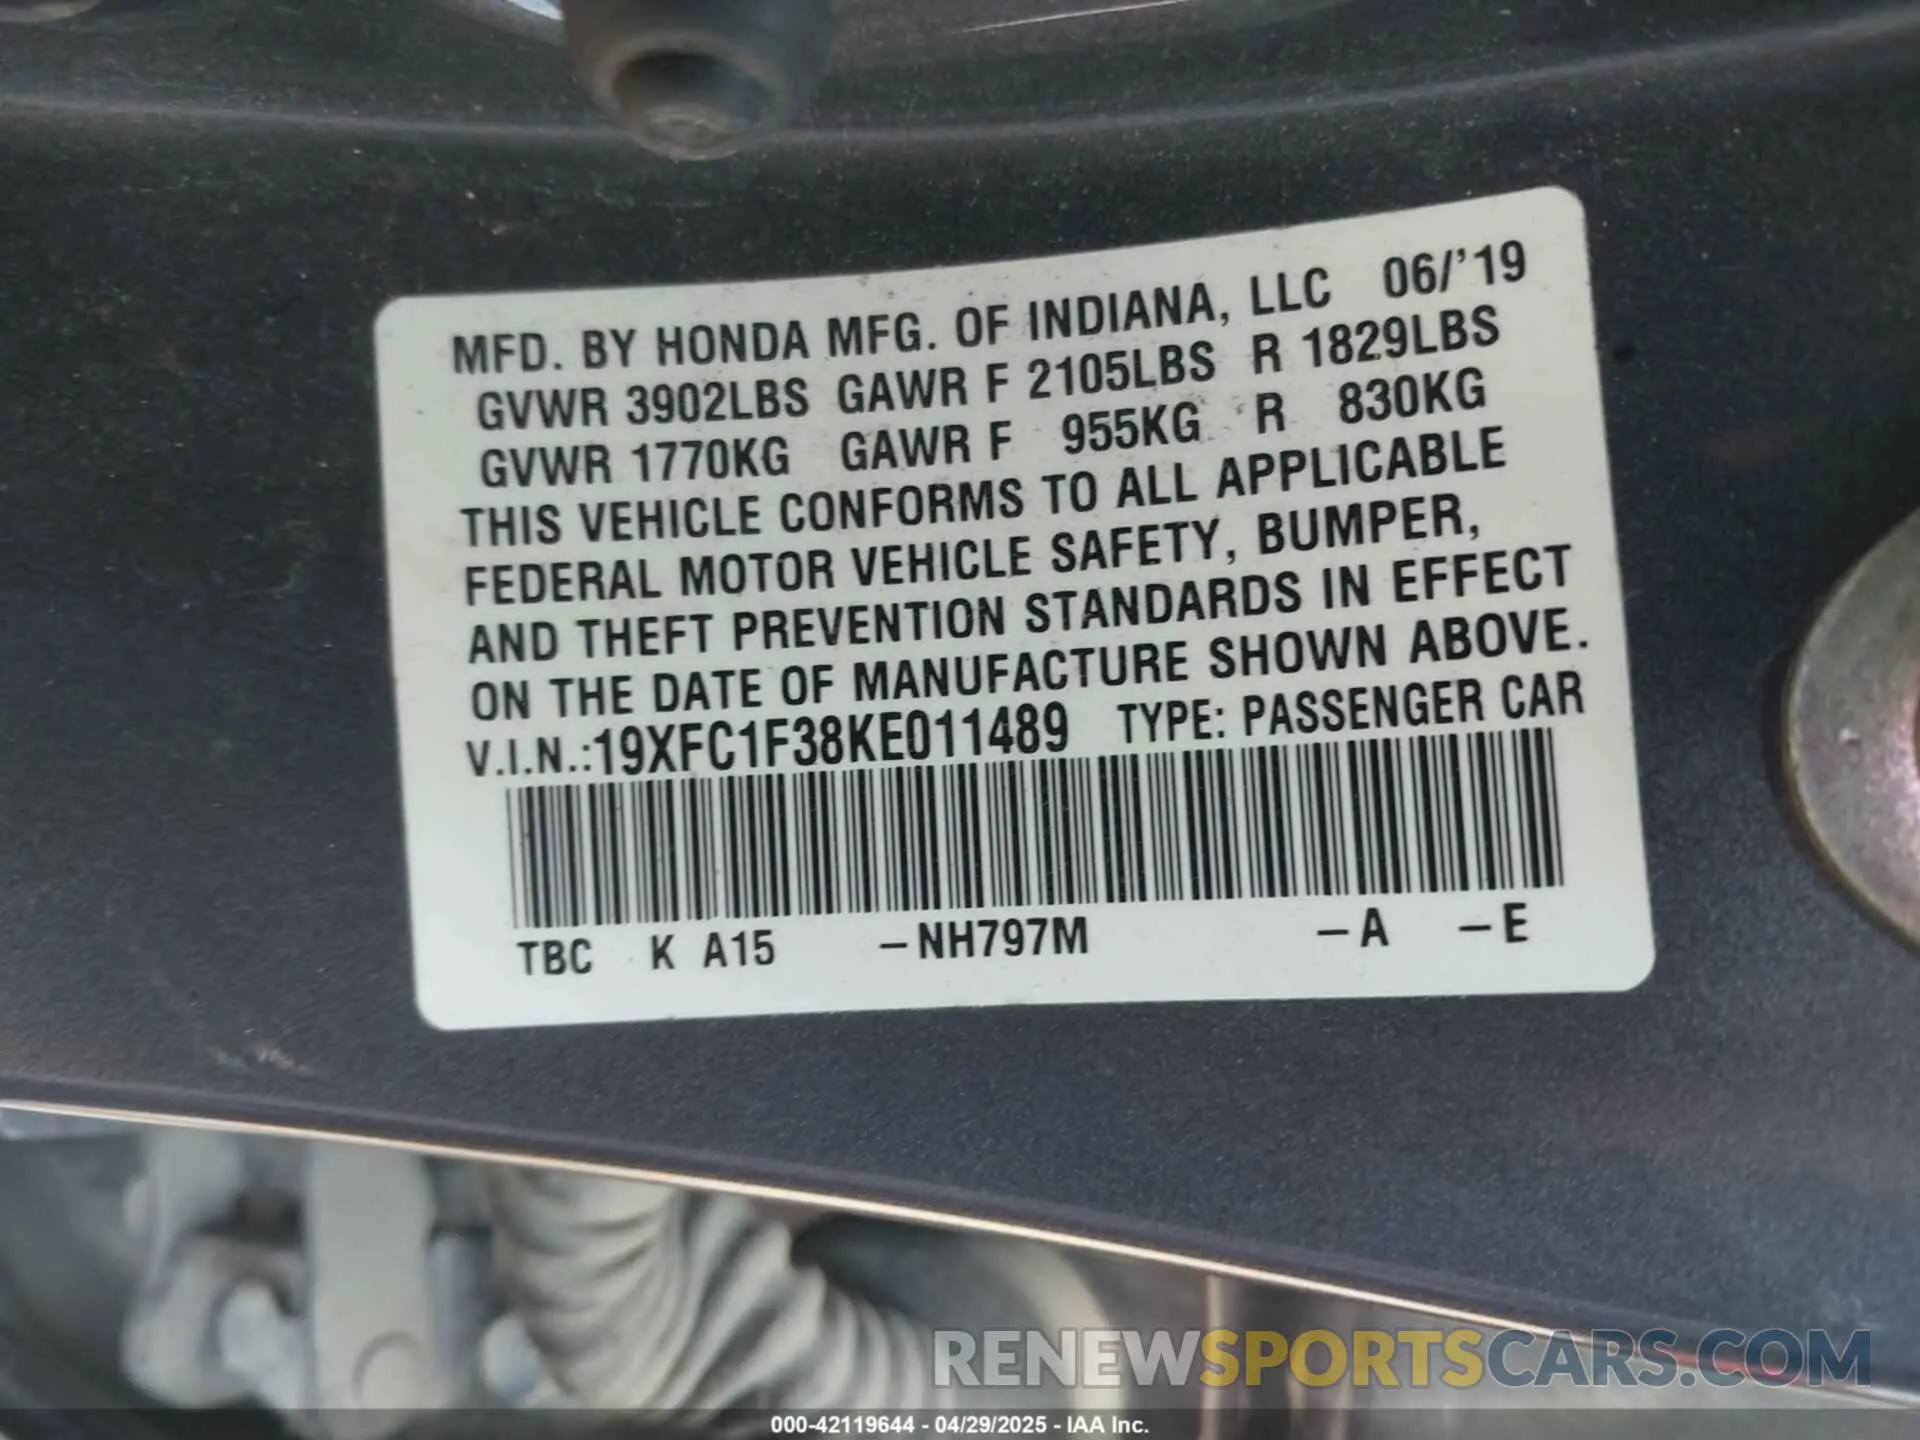 MFD. BY HONDA MFG. OF INDIANA, LLC 06/'19
GVWR 3902LBS GAWR F 2105LBS R 1829LBS
GVWR 1770KG GAWR F 955KG R 830KG
THIS VEHICLE CONFORMS TO ALL APPLICABLE
FEDERAL MOTOR VEHICLE SAFETY, BUMPER,
AND THEFT PREVENTION STANDARDS IN EFFECT
ON THE DATE OF MANUFACTURE SHOWN ABOVE.
V.I.N.:19XFC1F38KE011489 TYPE: PASSENGER CAR
TBC K A15 –NH797M –A –E
RENEWSPORTSCARS.COM
000-42119644 - 04/29/2025 - IAA Inc.